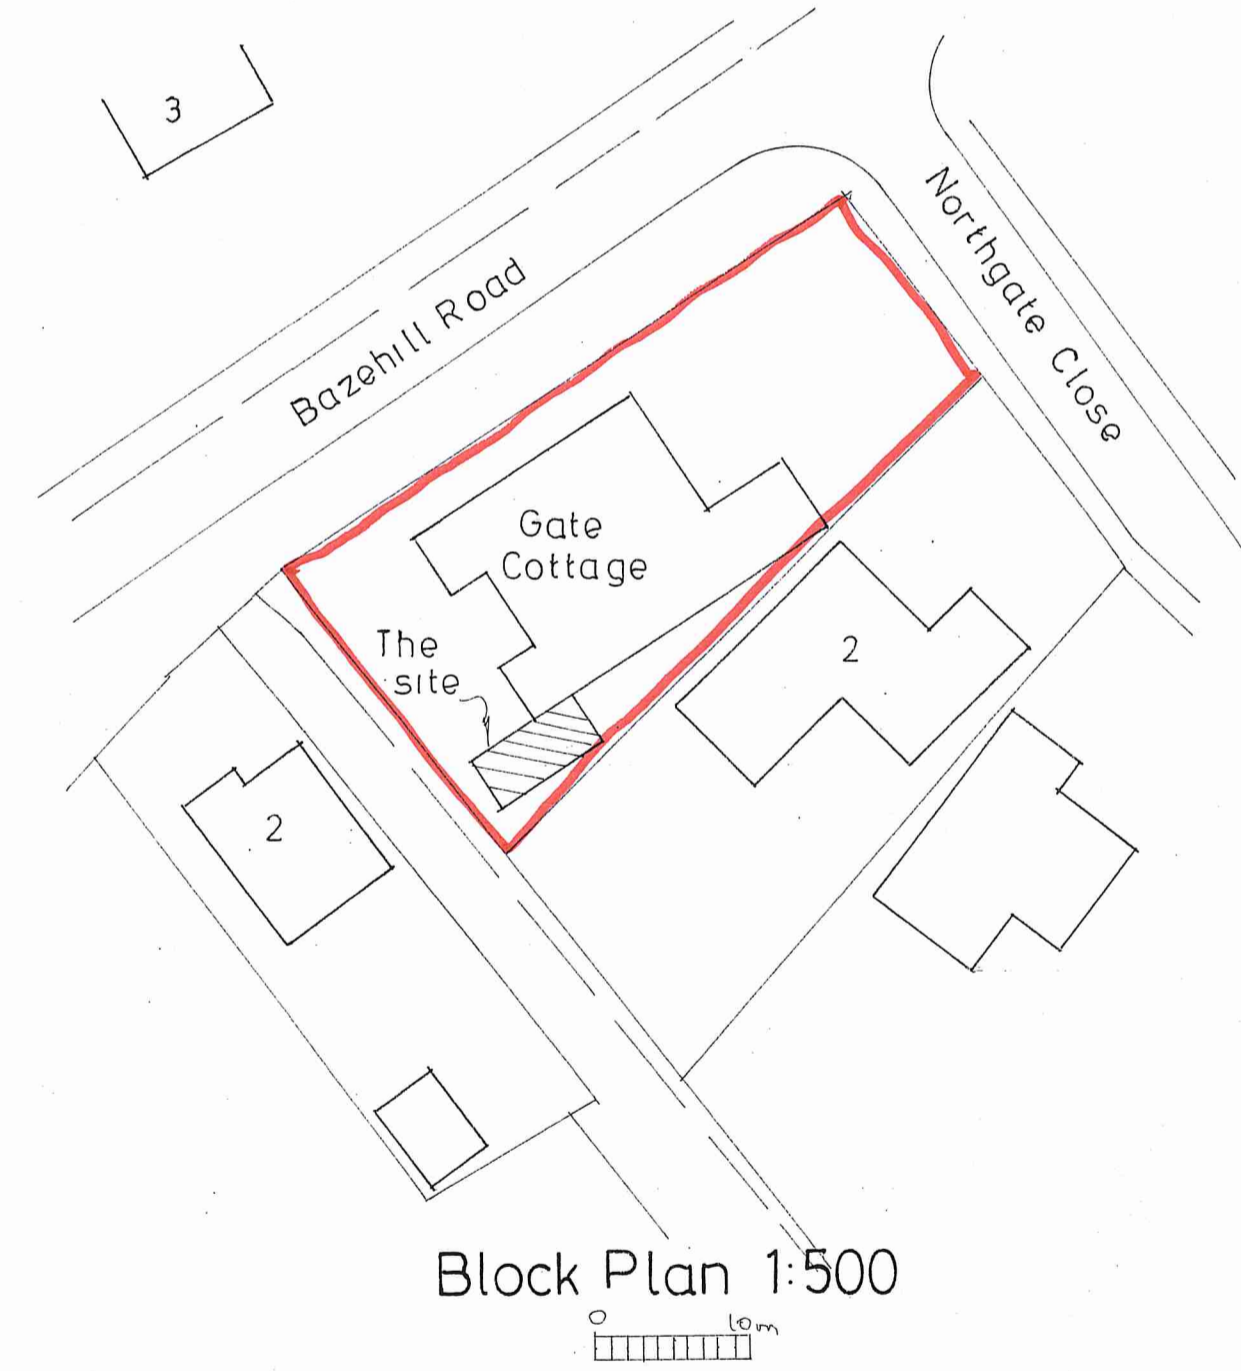 3
Bazehill Road
Northgate Close
Gate
Cottage
The
site
2
2
Block Plan 1:500
0 10m